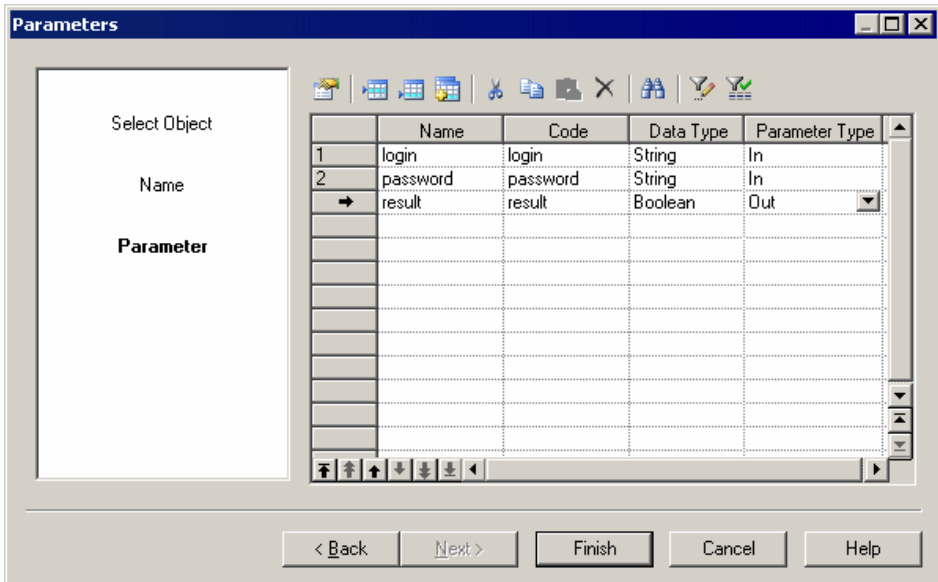 Parameters
Select Object
Name
Parameter
Name Code Data Type Parameter Type
1 login login String In
2 password password String In
result result Boolean Out
< Back Next > Finish Cancel Help